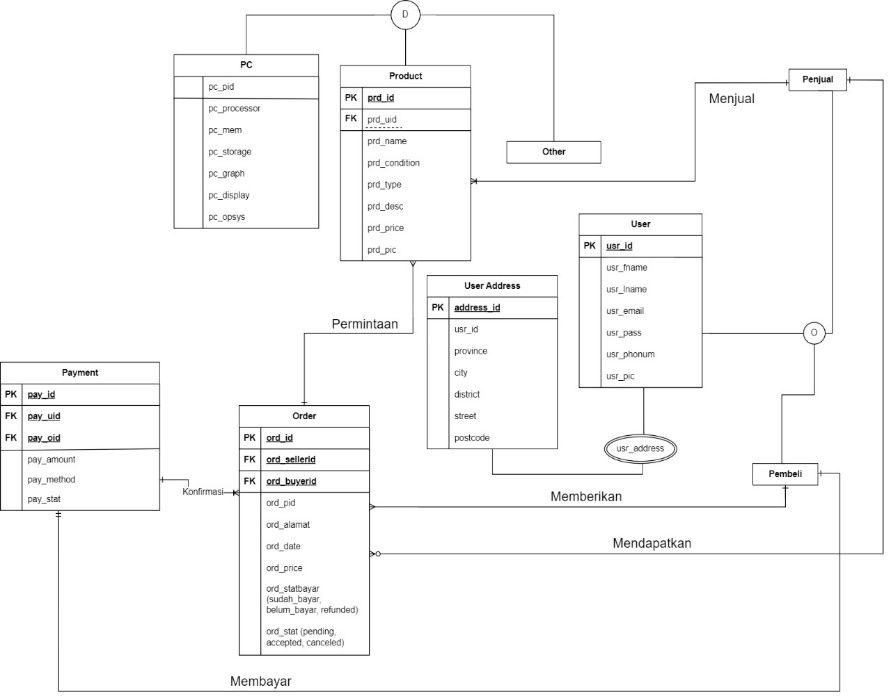 D
PC
pc_pid
pc_processor
pc_mem
pc_storage
pc_graph
pc_display
pc_opsys
Product
PK prd_id
FK prd_uid
prd_name
prd_condition
prd_type
prd_desc
prd_price
prd_pic
Other
Penjual
Menjual
User
PK usr_id
usr_fname
usr_lname
usr_email
usr_pass
usr_phonum
usr_pic
O
User Address
PK address_id
usr_id
province
city
district
street
postcode
usr_address
Permintaan
Payment
PK pay_id
FK pay_uid
FK pay_oid
pay_amount
pay_method
pay_stat
Konfirmasi
Order
PK ord_id
FK ord_sellerid
FK ord_buyerid
ord_pid
ord_alamat
ord_date
ord_price
ord_statbayar
(sudah_bayar,
belum_bayar, refunded)
ord_stat (pending,
accepted, canceled)
Pembeli
Memberikan
Mendapatkan
Membayar